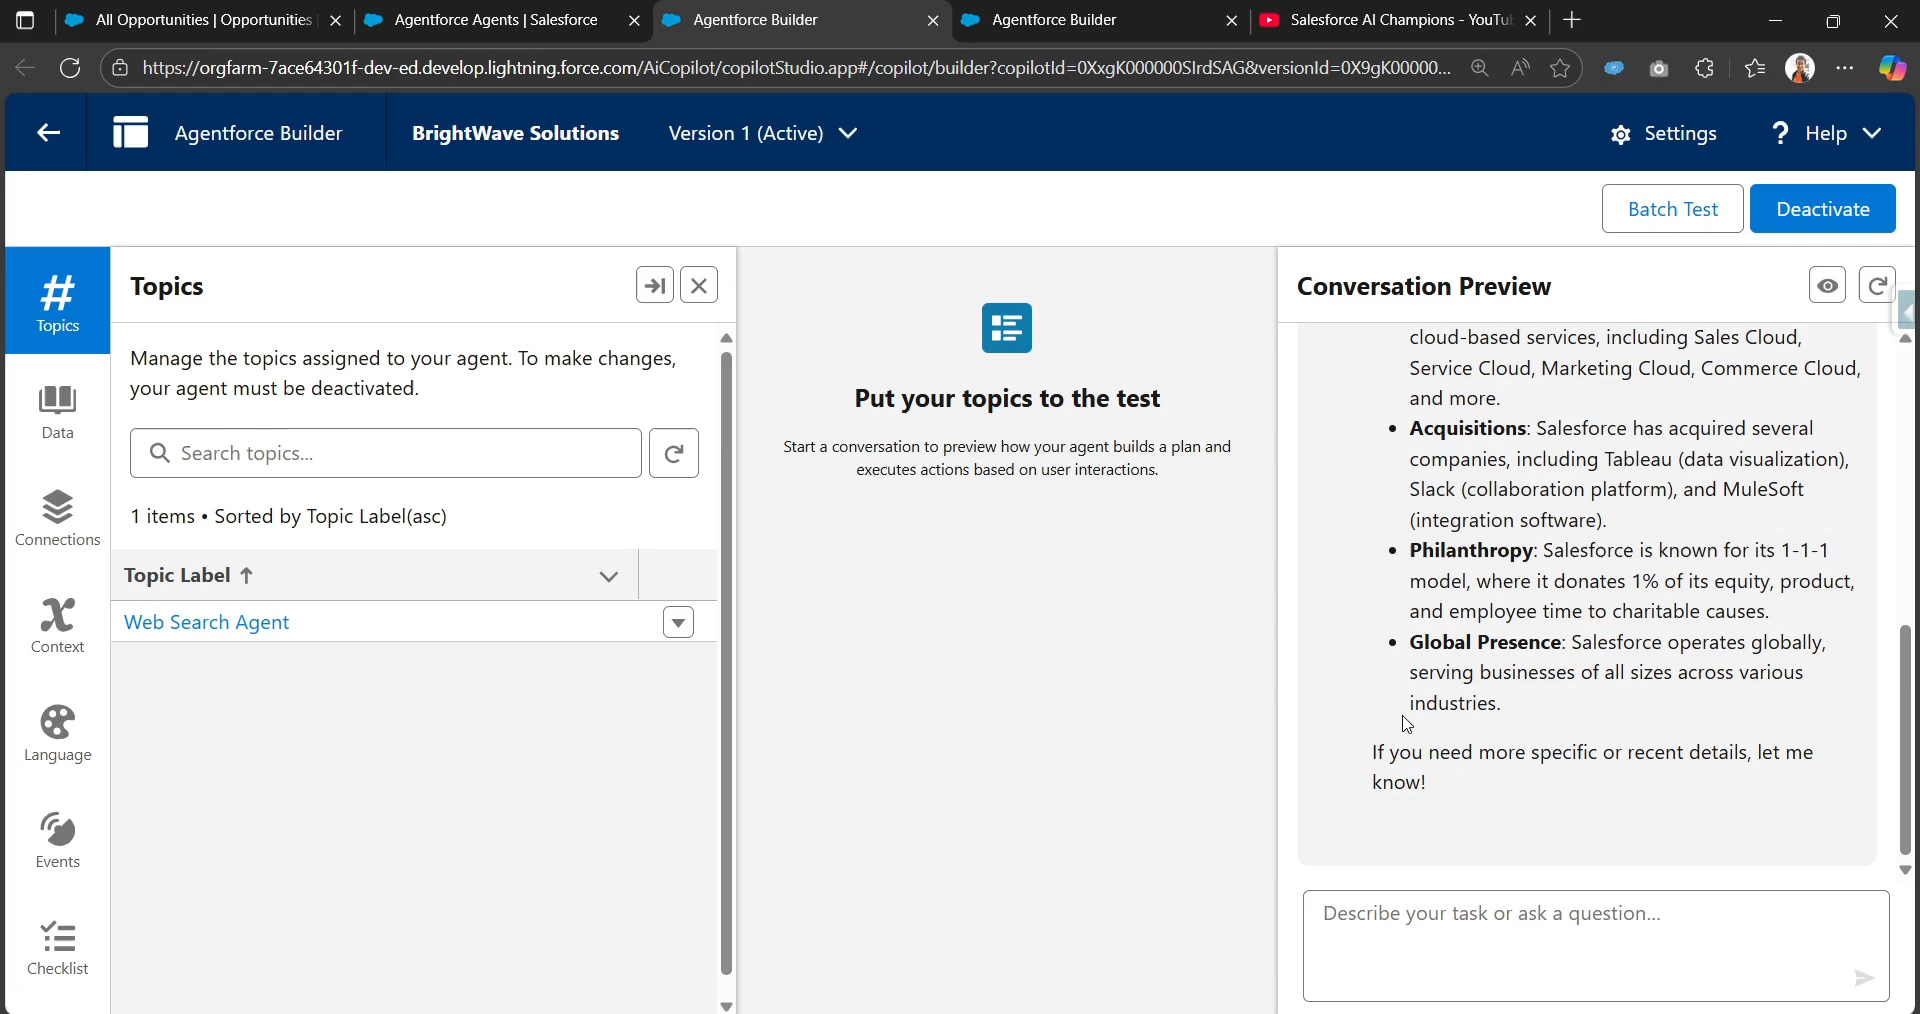 All Opportunities | Opportunities
Agentforce Agents | Salesforce
Agentforce Builder
Agentforce Builder
Salesforce AI Champions - YouTu
https://orgfarm-7ace64301f-dev-ed.develop.lightning.force.com/AiCopilot/copilotStudio.app#/copilot/builder?copilotId=0XxgK000000SIrdSAG&versionId=0X9gK00000...
Agentforce Builder
BrightWave Solutions
Version 1 (Active)
Settings
? Help
Batch Test
Deactivate
#
Topics
Data
Connections
Context
Language
Events
Checklist
Topics
Manage the topics assigned to your agent. To make changes,
your agent must be deactivated.
Search topics...
1 items • Sorted by Topic Label(asc)
Topic Label ↑
Web Search Agent
Put your topics to the test
Start a conversation to preview how your agent builds a plan and
executes actions based on user interactions.
Conversation Preview
cloud-based services, including Sales Cloud,
Service Cloud, Marketing Cloud, Commerce Cloud,
and more.
• Acquisitions: Salesforce has acquired several
companies, including Tableau (data visualization),
Slack (collaboration platform), and MuleSoft
(integration software).
• Philanthropy: Salesforce is known for its 1-1-1
model, where it donates 1% of its equity, product,
and employee time to charitable causes.
• Global Presence: Salesforce operates globally,
serving businesses of all sizes across various
industries.
If you need more specific or recent details, let me
know!
Describe your task or ask a question...